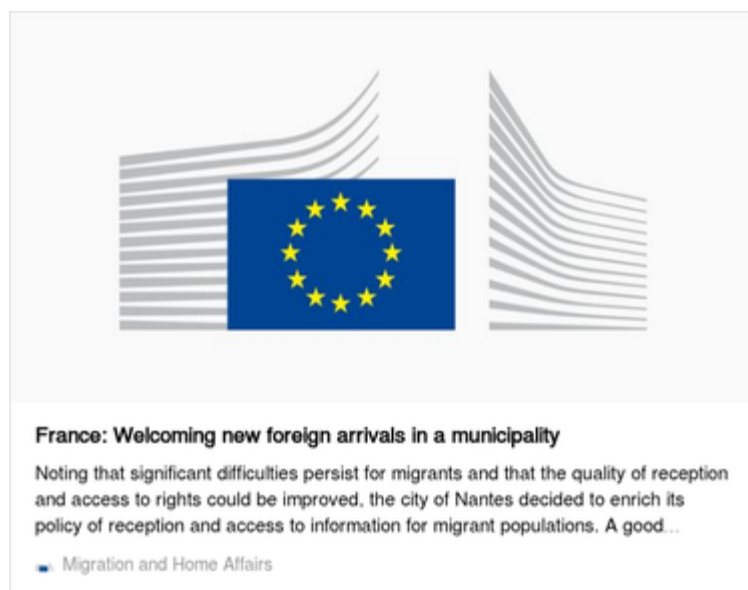 France: Welcoming new foreign arrivals in a municipality
Noting that significant difficulties persist for migrants and that the quality of reception
and access to rights could be improved, the city of Nantes decided to enrich its
policy of reception and access to information for migrant populations. A good...
Migration and Home Affairs